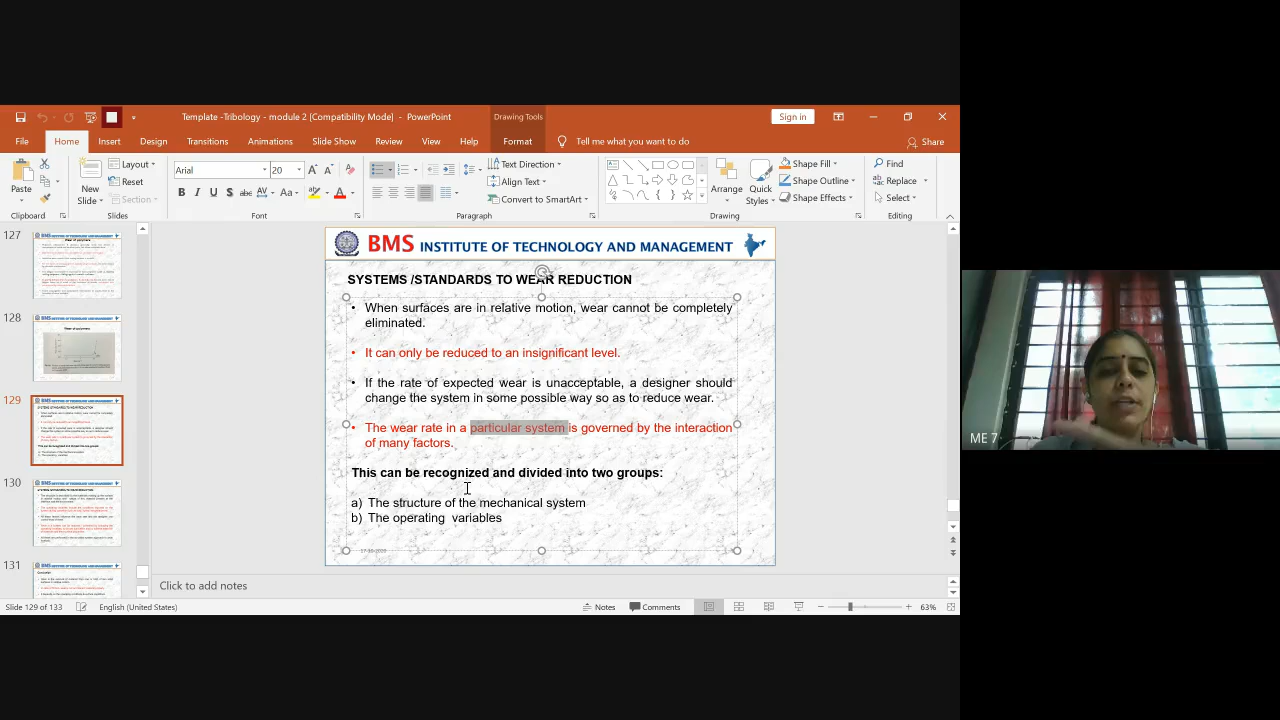 Template -Tribology - module 2 [Compatibility Mode] - PowerPoint
Drawing Tools
Sign in
File
Home
Insert
Design
Transitions
Animations
Slide Show
Review
View
Help
Format
Tell me what you want to do
Share
Paste
New
Slide
Layout
Reset
Section
Arial
20
Text Direction
Align Text
Convert to SmartArt
Arrange
Quick
Styles
Shape Fill
Shape Outline
Shape Effects
Find
Replace
Select
Clipboard
Slides
Font
Paragraph
Drawing
Editing
127
128
129
130
131
BMS INSTITUTE OF TECHNOLOGY AND MANAGEMENT
SYSTEMS /STANDARDS TO WEAR REDUCTION
• When surfaces are in relative motion, wear cannot be completely
eliminated.
• It can only be reduced to an insignificant level.
• If the rate of expected wear is unacceptable, a designer should
change the system in some possible way so as to reduce wear.
• The wear rate in a practical system is governed by the interaction
of many factors.
This can be recognized and divided into two groups:
a) The structure of the mechanical system
b) The operating variables
17-10-2020
ME 7
Click to add notes
Slide 129 of 133
English (United States)
Notes
Comments
63%